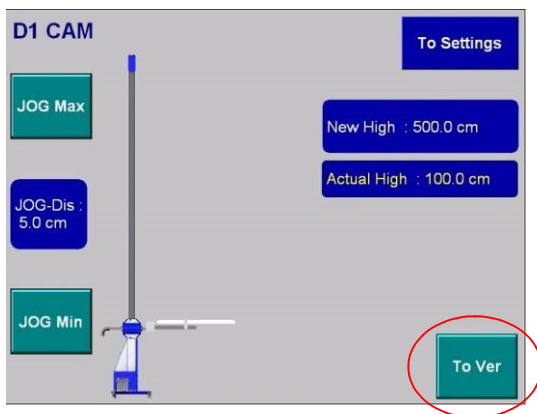 D1 CAM
To Settings
JOG Max
New High : 500.0 cm
Actual High : 100.0 cm
JOG-Dis :
5.0 cm
JOG Min
To Ver